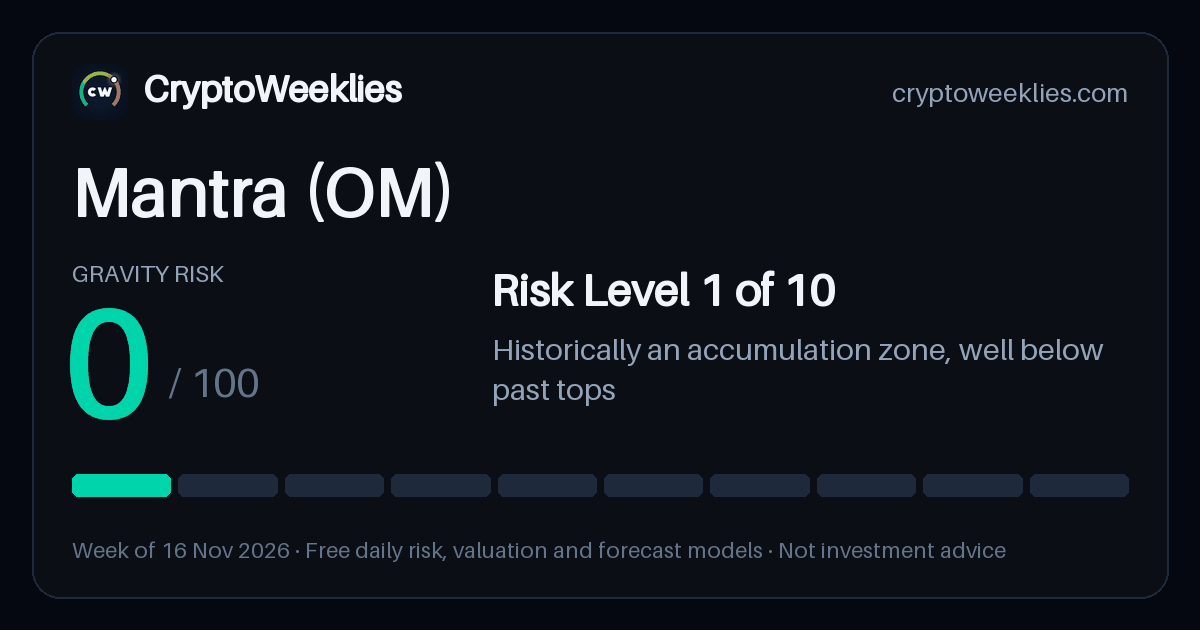 CW
CryptoWeeklies
cryptoweeklies.com
Mantra (OM)
GRAVITY RISK
0 / 100
Risk Level 1 of 10
Historically an accumulation zone, well below
past tops
Week of 16 Nov 2026 · Free daily risk, valuation and forecast models · Not investment advice